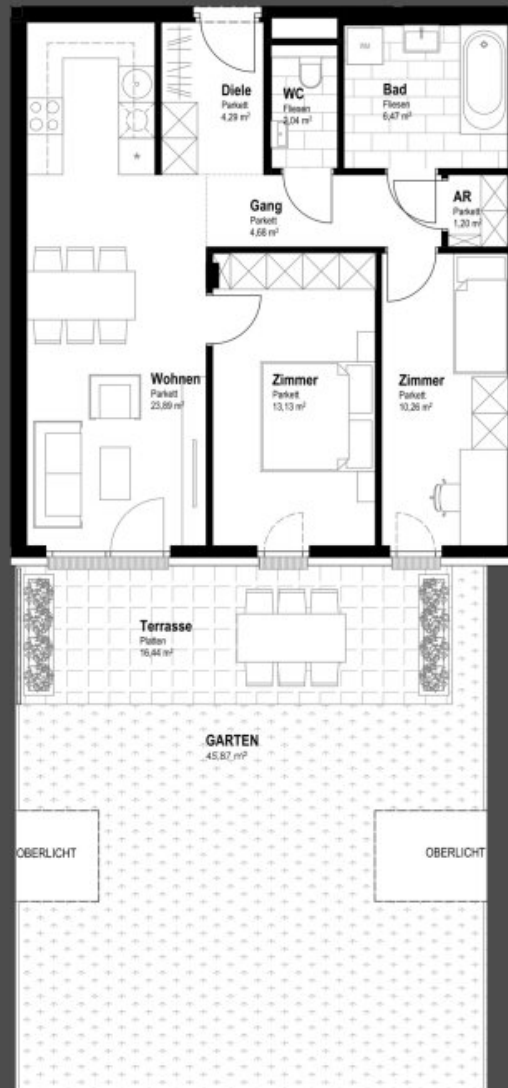 Diele
Parkett
4,29 m²
WC
Fliesen
2,04 m²
WM
Bad
Fliesen
6,47 m²
Gang
Parkett
4,68 m²
AR
Parkett
1,20 m²
Wohnen
Parkett
23,89 m²
Zimmer
Parkett
13,13 m²
Zimmer
Parkett
10,26 m²
Terrasse
Platten
16,44 m²
GARTEN
45,87 m²
OBERLICHT
OBERLICHT